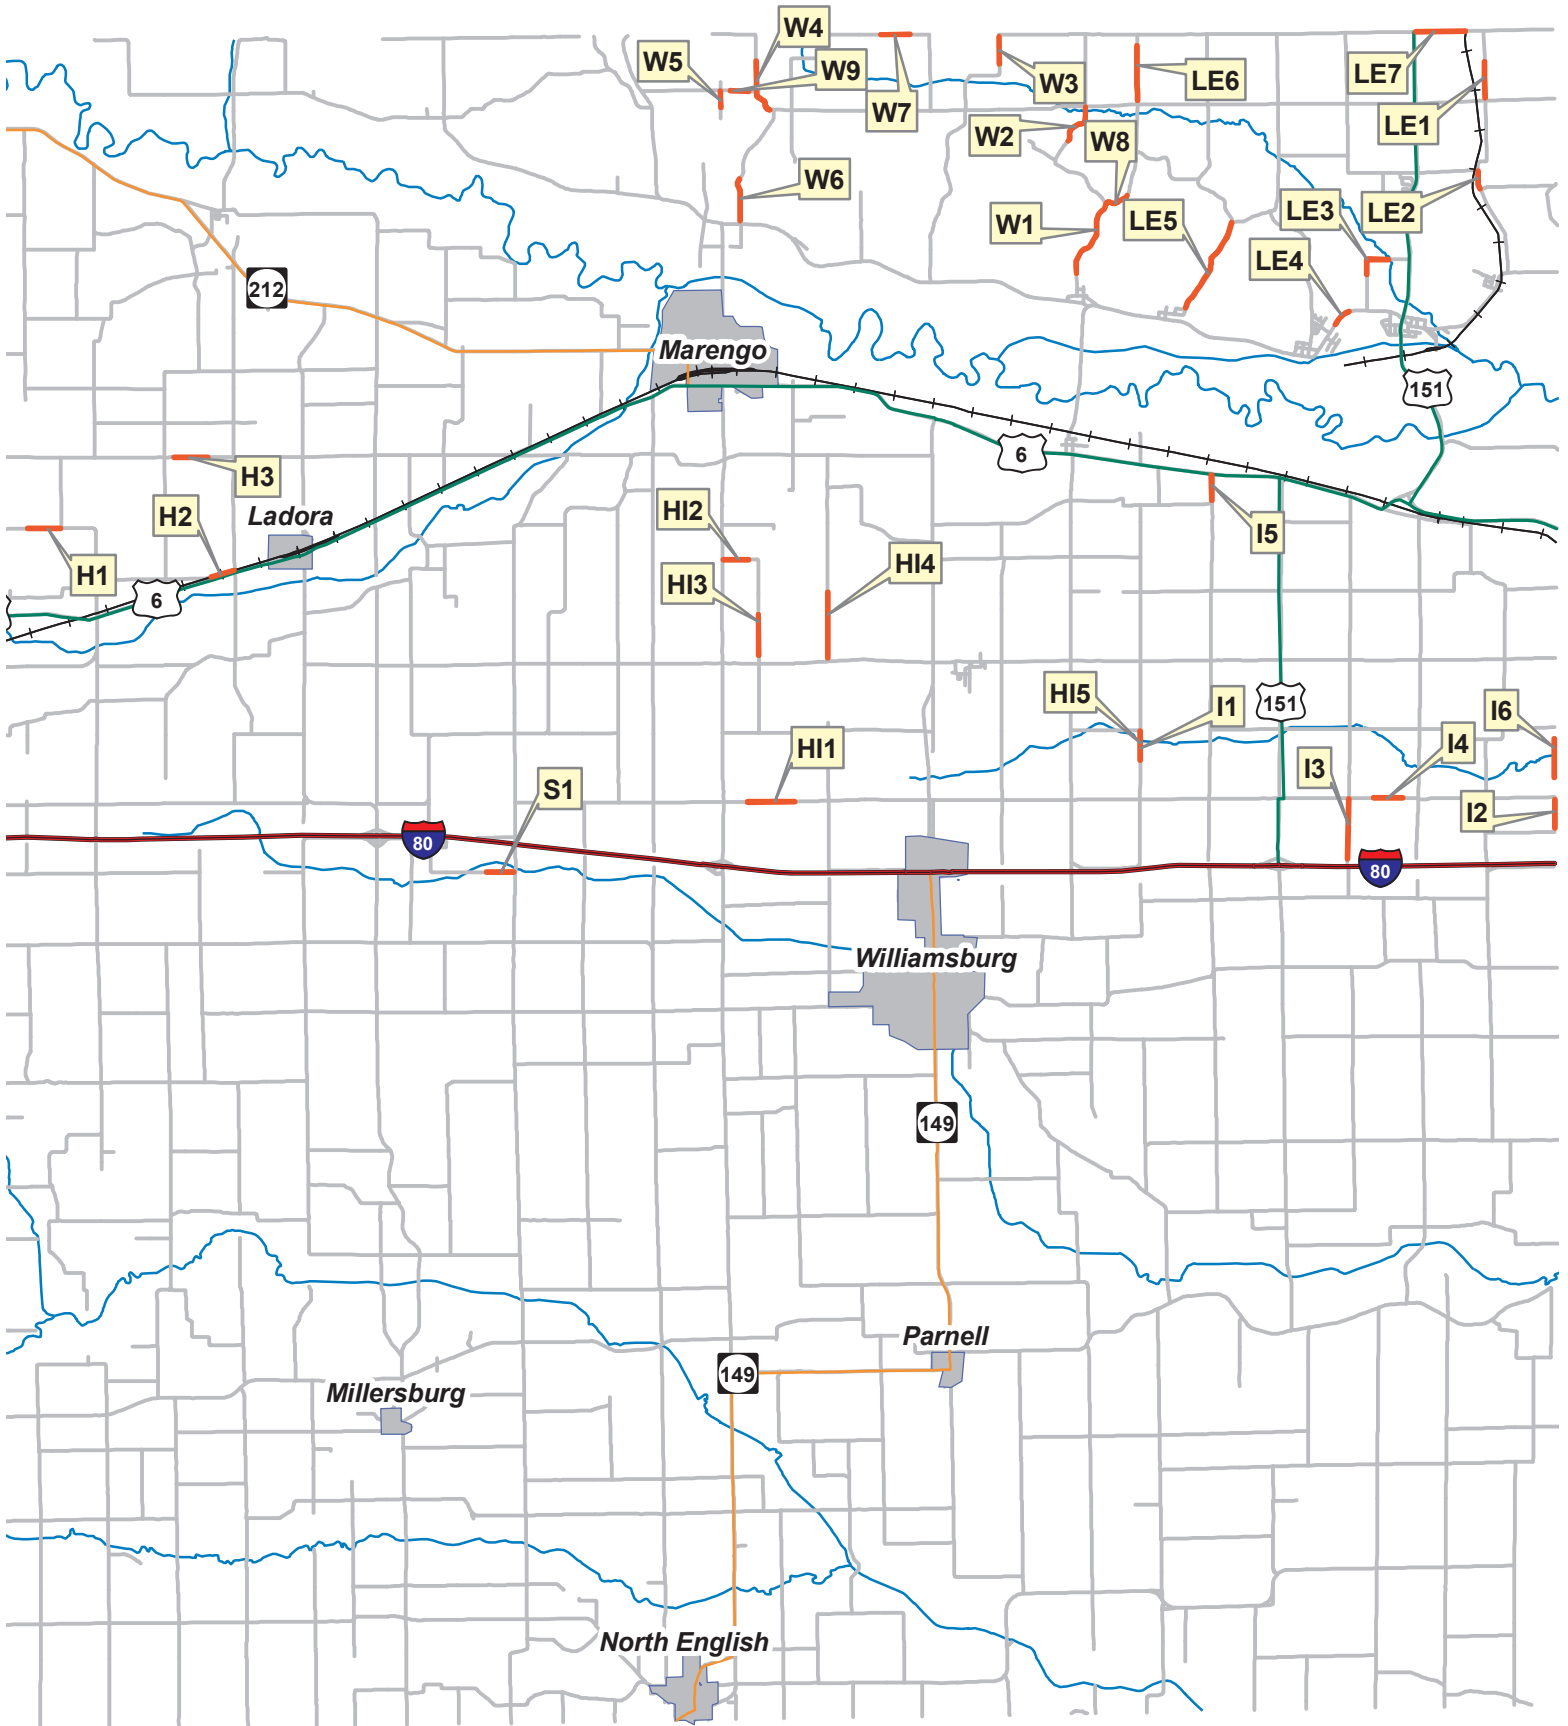 W4
W5
W9
W7
W3
LE6
LE7
LE1
W2
W8
W6
W1
LE5
LE3
LE2
LE4
212
Marengo
151
6
H3
H2
Ladora
HI2
I5
H1
HI4
HI3
6
HI5
I1
151
I6
HI1
I4
I3
S1
I2
80
80
Williamsburg
149
Parnell
149
Millersburg
North English